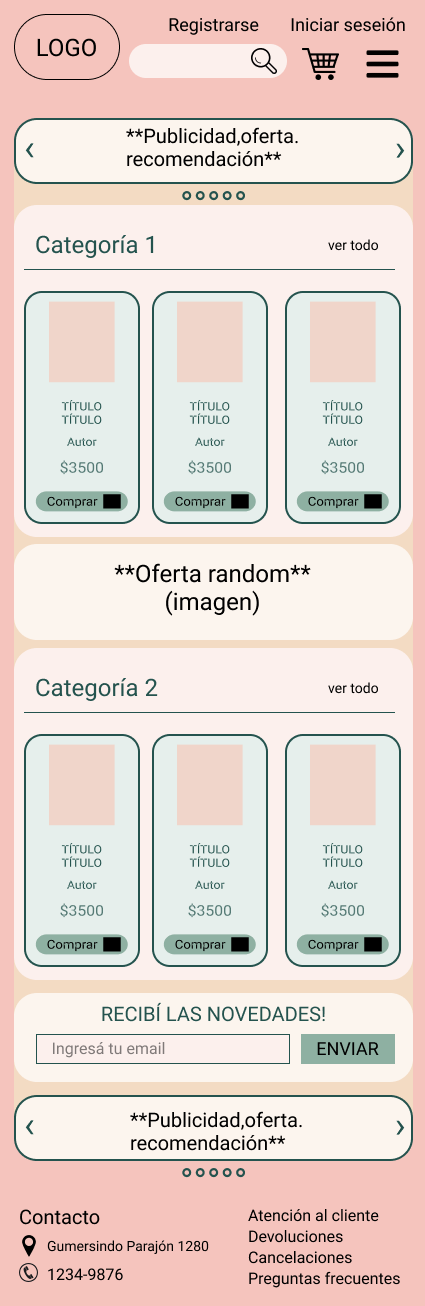 Registrarse
Iniciar seseión
LOGO
**Publicidad,oferta.
recomendación**
Categoría 1
ver todo
TÍTULO
TÍTULO
Autor
$3500
Comprar
TÍTULO
TÍTULO
Autor
$3500
Comprar
TÍTULO
TÍTULO
Autor
$3500
Comprar
**Oferta random**
(imagen)
Categoría 2
ver todo
TÍTULO
TÍTULO
Autor
$3500
Comprar
TÍTULO
TÍTULO
Autor
$3500
Comprar
TÍTULO
TÍTULO
Autor
$3500
Comprar
RECIBÍ LAS NOVEDADES!
Ingresá tu email
ENVIAR
**Publicidad,oferta.
recomendación**
Contacto
Gumersindo Parajón 1280
1234-9876
Atención al cliente
Devoluciones
Cancelaciones
Preguntas frecuentes